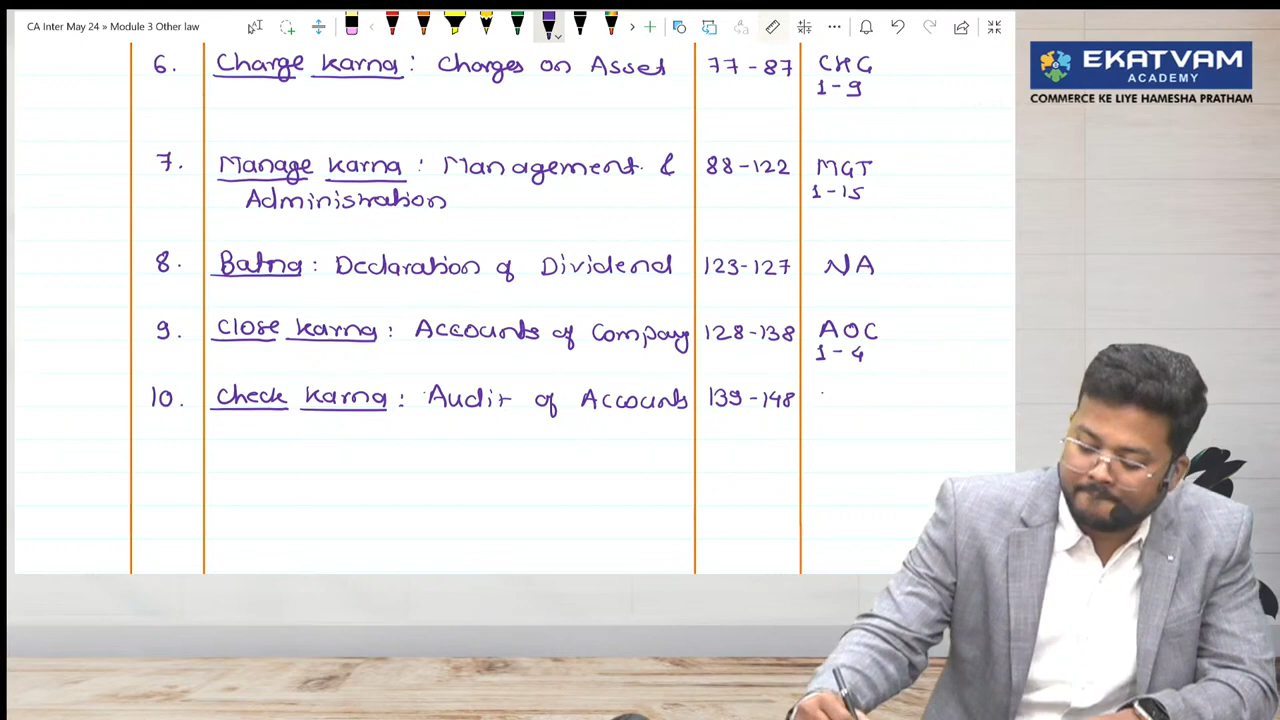 CA Inter May 24 » Module 3 Other law
EKATVAM
ACADEMY
COMMERCE KE LIYE HAMESHA PRATHAM
6. Charge Karna : Charges on Asset 77-87 CHG
1-9
7. Manage Karna : Management & 88-122 MGT
Administration 1-15
8. Batna : Declaration of Dividend 123-127 NA
9. Close Karna : Accounts of Company 128-138 AOC
1-4
10. Check Karna : Audit of Accounts 139-148